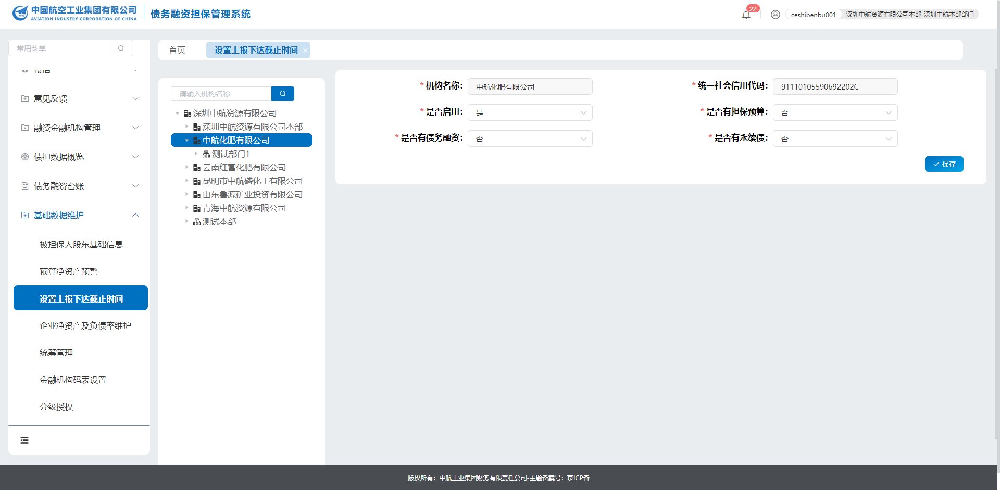 中国航空工业集团有限公司
AVIATION INDUSTRY CORPORATION OF CHINA
债务融资担保管理系统
22
ceshibenbu001
深圳中航资源有限公司本部-深圳中航本部部门
常用菜单
授信
意见反馈
融资金融机构管理
债担数据概览
债务融资台账
基础数据维护
被担保人股东基础信息
预算净资产预警
设置上报下达截止时间
企业净资产及负债率维护
统筹管理
金融机构码表设置
分级授权
首页
设置上报下达截止时间
请输入机构名称
深圳中航资源有限公司
深圳中航资源有限公司本部
中航化肥有限公司
测试部门1
云南红富化肥有限公司
昆明市中航磷化工有限公司
山东鲁源矿业投资有限公司
青海中航资源有限公司
测试本部
* 机构名称： 中航化肥有限公司
* 统一社会信用代码： 91110105590692202C
* 是否启用： 是
* 是否有担保预算： 否
* 是否有债务融资： 否
* 是否有永续债： 否
保存
版权所有：中航工业集团财务有限责任公司-主题备案号：京ICP备